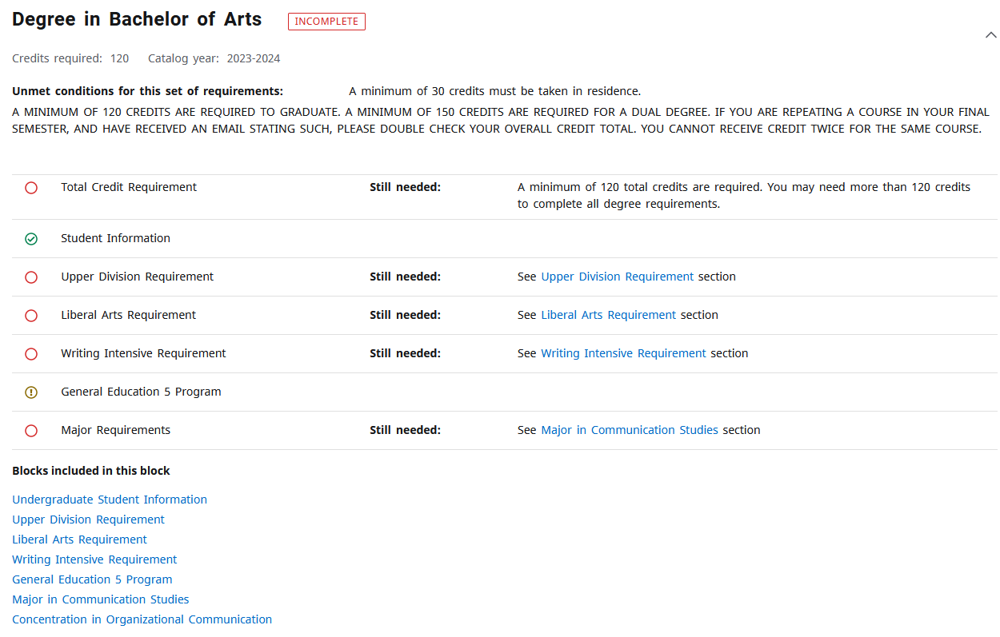 Degree in Bachelor of Arts INCOMPLETE
Credits required: 120 Catalog year: 2023-2024
Unmet conditions for this set of requirements: A minimum of 30 credits must be taken in residence.
A MINIMUM OF 120 CREDITS ARE REQUIRED TO GRADUATE. A MINIMUM OF 150 CREDITS ARE REQUIRED FOR A DUAL DEGREE. IF YOU ARE REPEATING A COURSE IN YOUR FINAL
SEMESTER, AND HAVE RECEIVED AN EMAIL STATING SUCH, PLEASE DOUBLE CHECK YOUR OVERALL CREDIT TOTAL. YOU CANNOT RECEIVE CREDIT TWICE FOR THE SAME COURSE.
Total Credit Requirement Still needed: A minimum of 120 total credits are required. You may need more than 120 credits
to complete all degree requirements.
Student Information
Upper Division Requirement Still needed: See Upper Division Requirement section
Liberal Arts Requirement Still needed: See Liberal Arts Requirement section
Writing Intensive Requirement Still needed: See Writing Intensive Requirement section
General Education 5 Program
Major Requirements Still needed: See Major in Communication Studies section
Blocks included in this block
Undergraduate Student Information
Upper Division Requirement
Liberal Arts Requirement
Writing Intensive Requirement
General Education 5 Program
Major in Communication Studies
Concentration in Organizational Communication